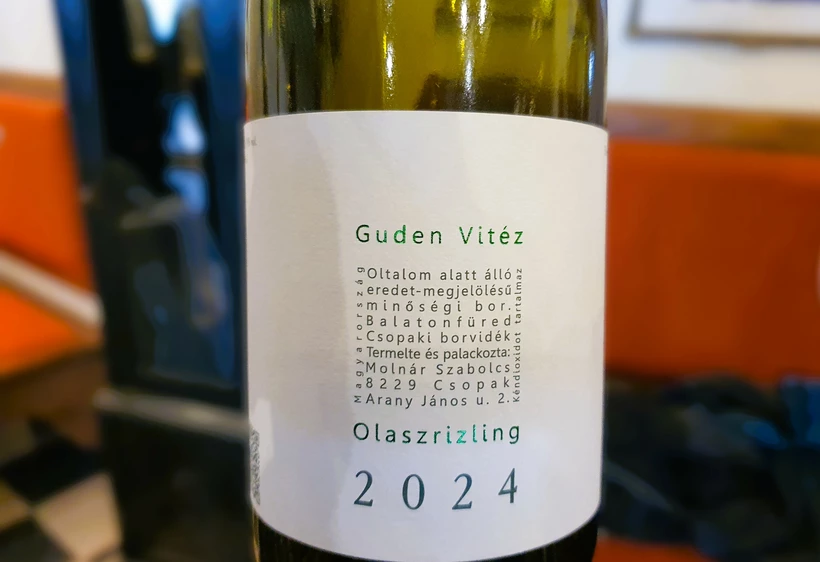 Guden Vitéz
Magyarország
Oltalom alatt álló
eredet-megjelölésű
minőségi bor.
Balatonfüred
Csopaki borvidék
Termelte és palackozta:
Molnár Szabolcs
8229 Csopak
Arany János u. 2.
Kéndioxidot tartalmaz
Olaszrizling
2024